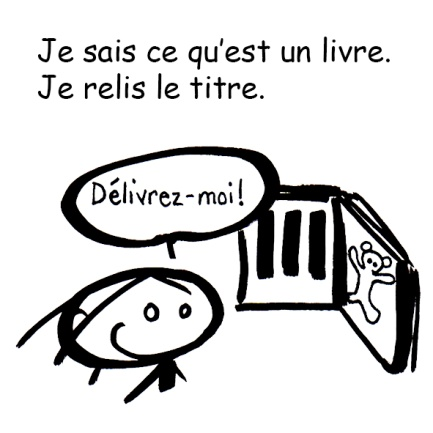 Je sais ce qu'est un livre.
Je relis le titre.
Délivrez-moi!